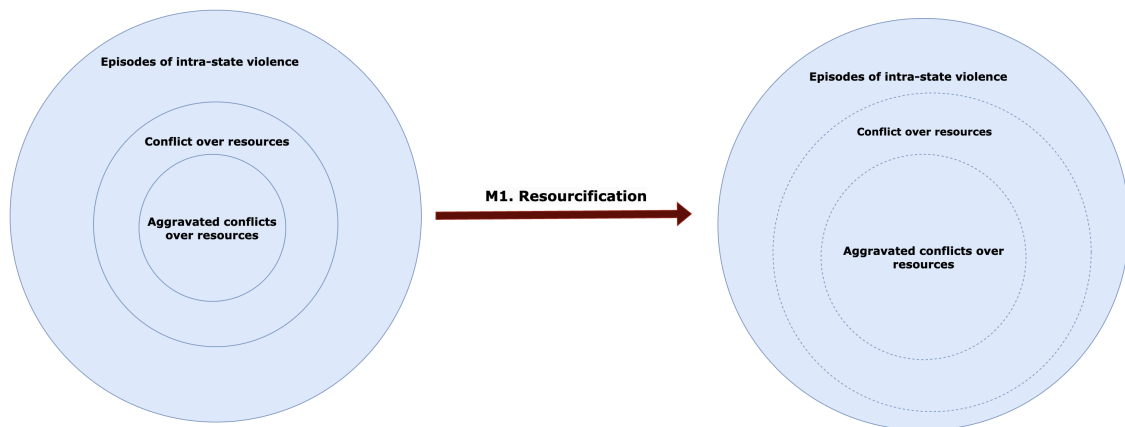 Episodes of intra-state violence
Conflict over resources
Aggravated conflicts
over resources
M1. Resourcification
Episodes of intra-state violence
Conflict over resources
Aggravated conflicts over
resources